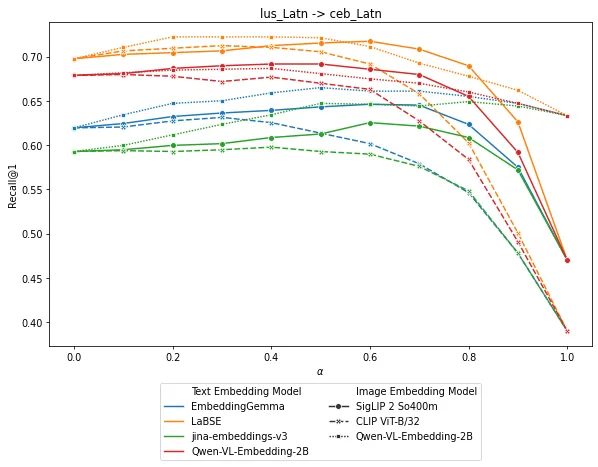 lus_Latn -> ceb_Latn
Recall@1
0.70
0.65
0.60
0.55
0.50
0.45
0.40
0.0
0.2
0.4
0.6
0.8
1.0
α
Text Embedding Model
EmbeddingGemma
LaBSE
jina-embeddings-v3
Qwen-VL-Embedding-2B
Image Embedding Model
SigLIP 2 So400m
CLIP ViT-B/32
Qwen-VL-Embedding-2B